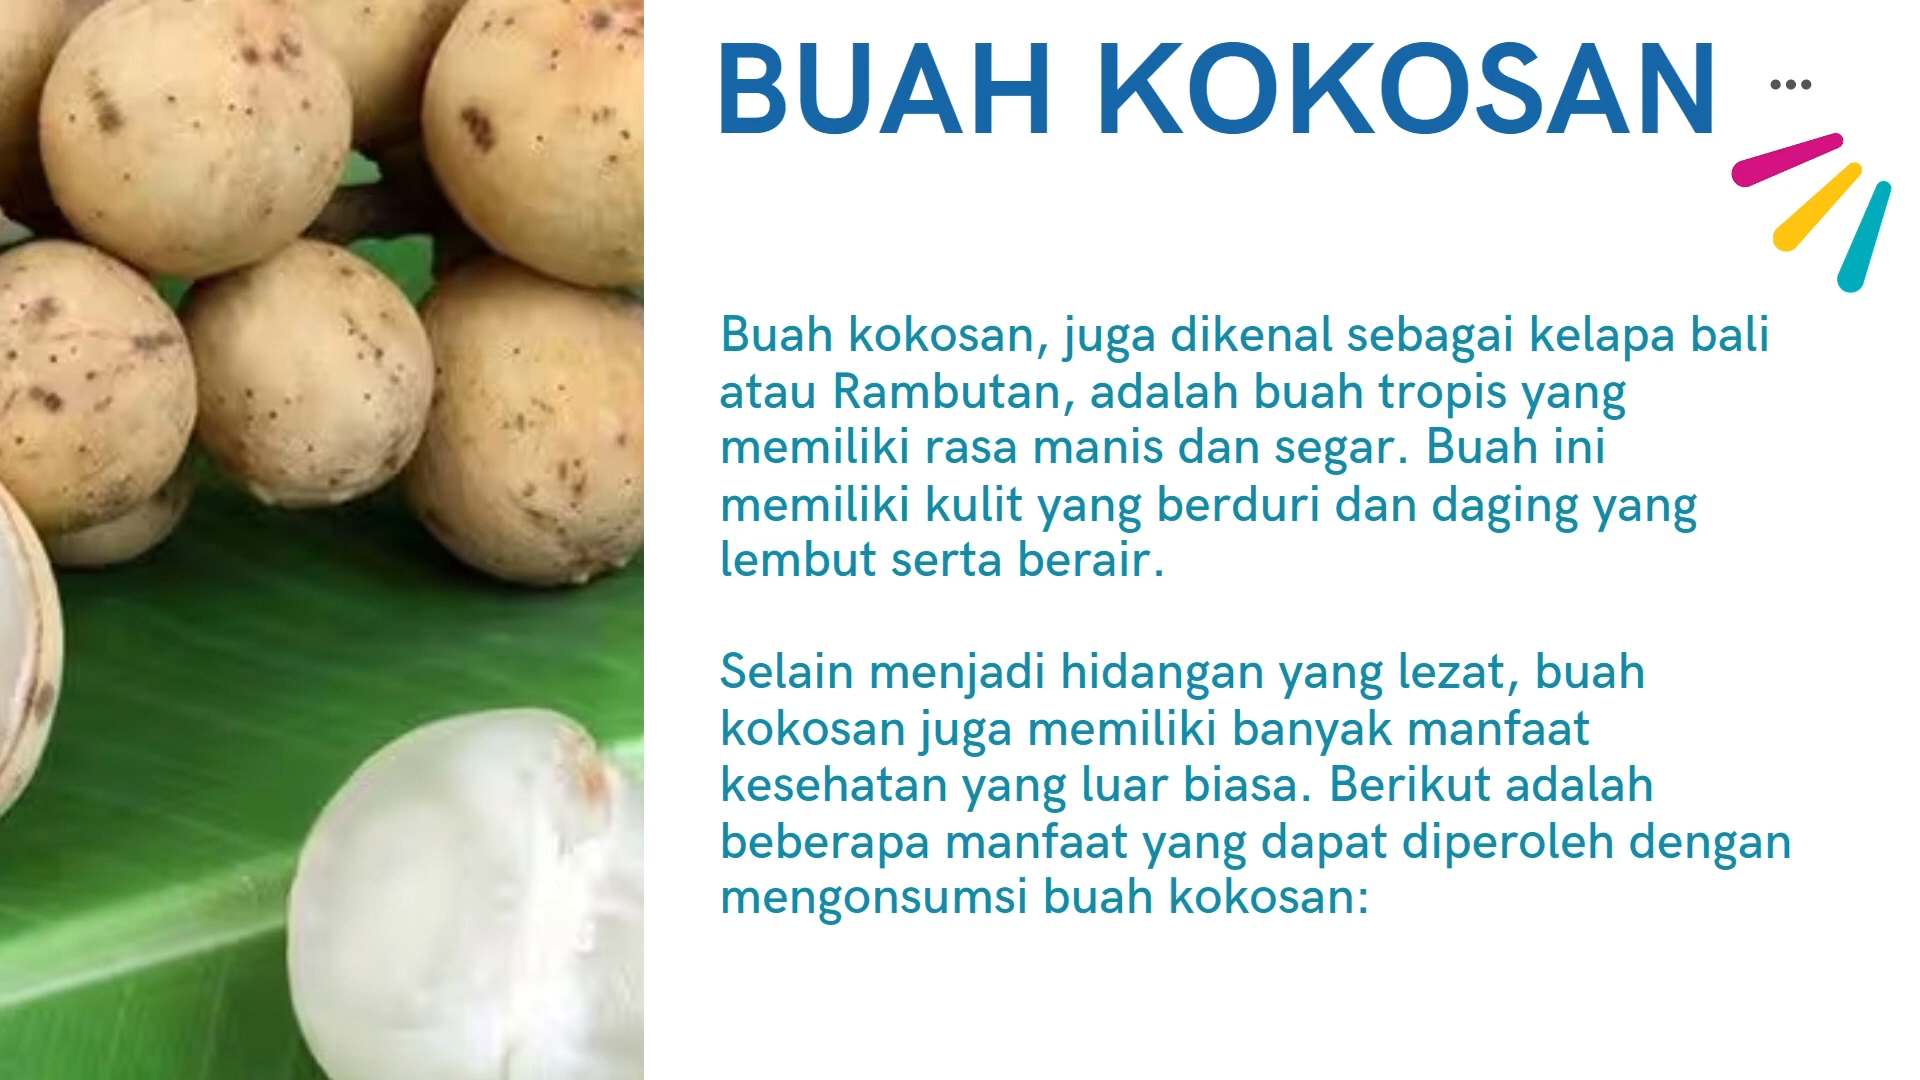 BUAH KOKOSAN
Buah kokosan, juga dikenal sebagai kelapa bali
atau Rambutan, adalah buah tropis yang
memiliki rasa manis dan segar. Buah ini
memiliki kulit yang berduri dan daging yang
lembut serta berair.
Selain menjadi hidangan yang lezat, buah
kokosan juga memiliki banyak manfaat
kesehatan yang luar biasa. Berikut adalah
beberapa manfaat yang dapat diperoleh dengan
mengonsumsi buah kokosan: